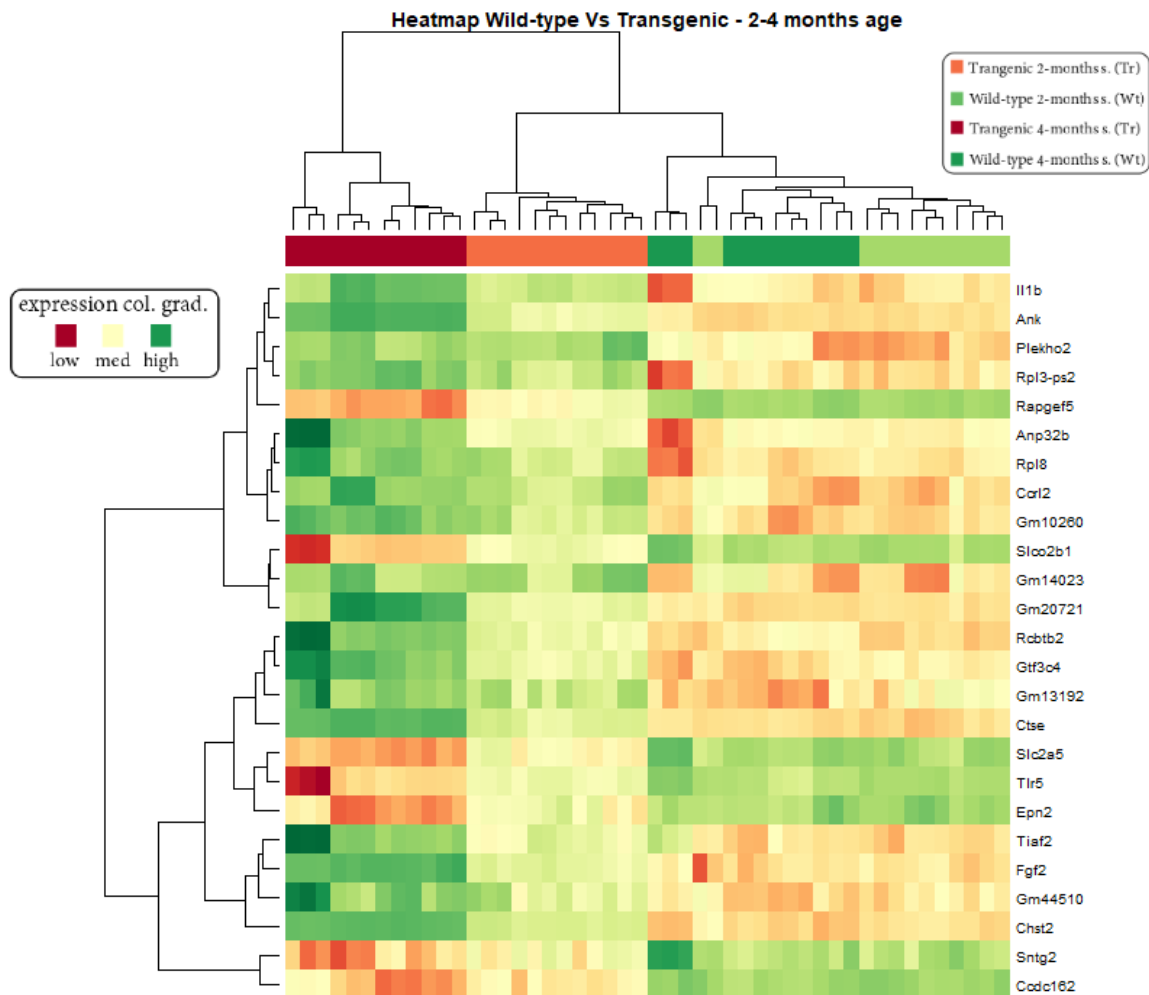 Heatmap Wild-type Vs Transgenic - 2-4 months age
Trangenic 2-months s. (Tr)
Wild-type 2-months s. (Wt)
Trangenic 4-months s. (Tr)
Wild-type 4-months s. (Wt)
expression col. grad.
low med high
Il1b
Ank
Plekho2
Rpl3-ps2
Rapgef5
Anp32b
Rpl8
Ccrl2
Gm10260
Slco2b1
Gm14023
Gm20721
Rcbtb2
Gtf3c4
Gm13192
Ctse
Slc2a5
Tlr5
Epn2
Tiaf2
Fgf2
Gm44510
Chst2
Sntg2
Ccdc162